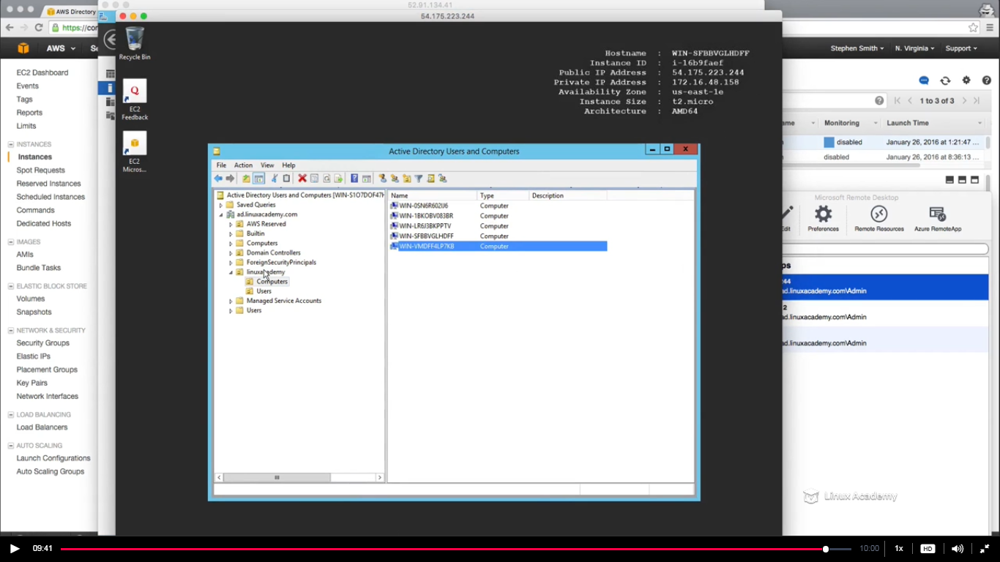 52.91.134.41
54.175.223.244
AWS Directory
https://con
AWS
Se
Stephen Smith
N. Virginia
Support
EC2 Dashboard
Events
Tags
Reports
Limits
INSTANCES
Instances
Spot Requests
Reserved Instances
Scheduled Instances
Commands
Dedicated Hosts
IMAGES
AMIs
Bundle Tasks
ELASTIC BLOCK STORE
Volumes
Snapshots
NETWORK & SECURITY
Security Groups
Elastic IPs
Placement Groups
Key Pairs
Network Interfaces
LOAD BALANCING
Load Balancers
AUTO SCALING
Launch Configurations
Auto Scaling Groups
Recycle Bin
EC2
Feedback
EC2
Micros...
Hostname : WIN-SFBBVGLHDFF
Instance ID : i-16b9faef
Public IP Address : 54.175.223.244
Private IP Address : 172.16.48.158
Availability Zone : us-east-1e
Instance Size : t2.micro
Architecture : AMD64
Active Directory Users and Computers
File Action View Help
Active Directory Users and Computers [WIN-S1O7DOF47H
Saved Queries
ad.linuxacademy.com
AWS Reserved
Builtin
Computers
Domain Controllers
ForeignSecurityPrincipals
linuxacademy
Computers
Users
Managed Service Accounts
Users
Name Type Description
WIN-0SN6R602U6 Computer
WIN-1BKOBV083BR Computer
WIN-LR6J3BKPPTV Computer
WIN-SFBBVGLHDFF Computer
WIN-VMDFF4LP7KB Computer
1 to 3 of 3
ame Monitoring Launch Time
disabled January 26, 2016 at 1:21:47 ...
disabled January 26, 2016 at 8:36:13 ...
Microsoft Remote Desktop
Edit Preferences Remote Resources Azure RemoteApp
ps
:44
ad.linuxacademy.com\Admin
2
ad.linuxacademy.com\Admin
ad.linuxacademy.com\Admin
Linux Academy
09:41
10:00
1x
HD